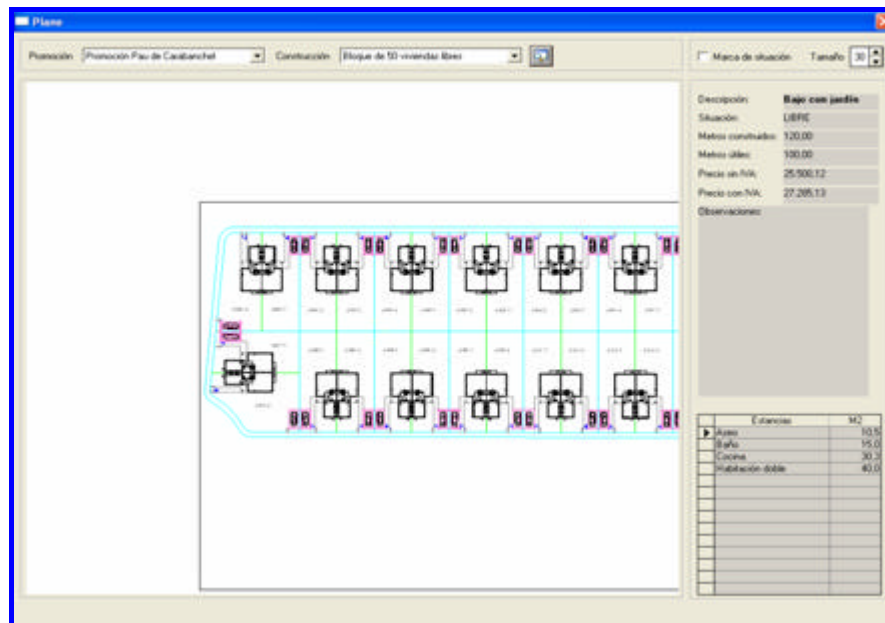 Plano
Promoción Promoción Pau de Carabanchel Construcción Bloque de 50 viviendas libres
Marca de situación Tamaño 30
Descripción: Bajo con jardín
Situación: LIBRE
Metros construidos: 120,00
Metros útiles: 100,00
Precio sin IVA: 25.500,12
Precio con IVA: 27.285,13
Observaciones:
Estancias M2
Aseo 10,5
Baño 15,0
Cocina 30,3
Habitación doble 40,0